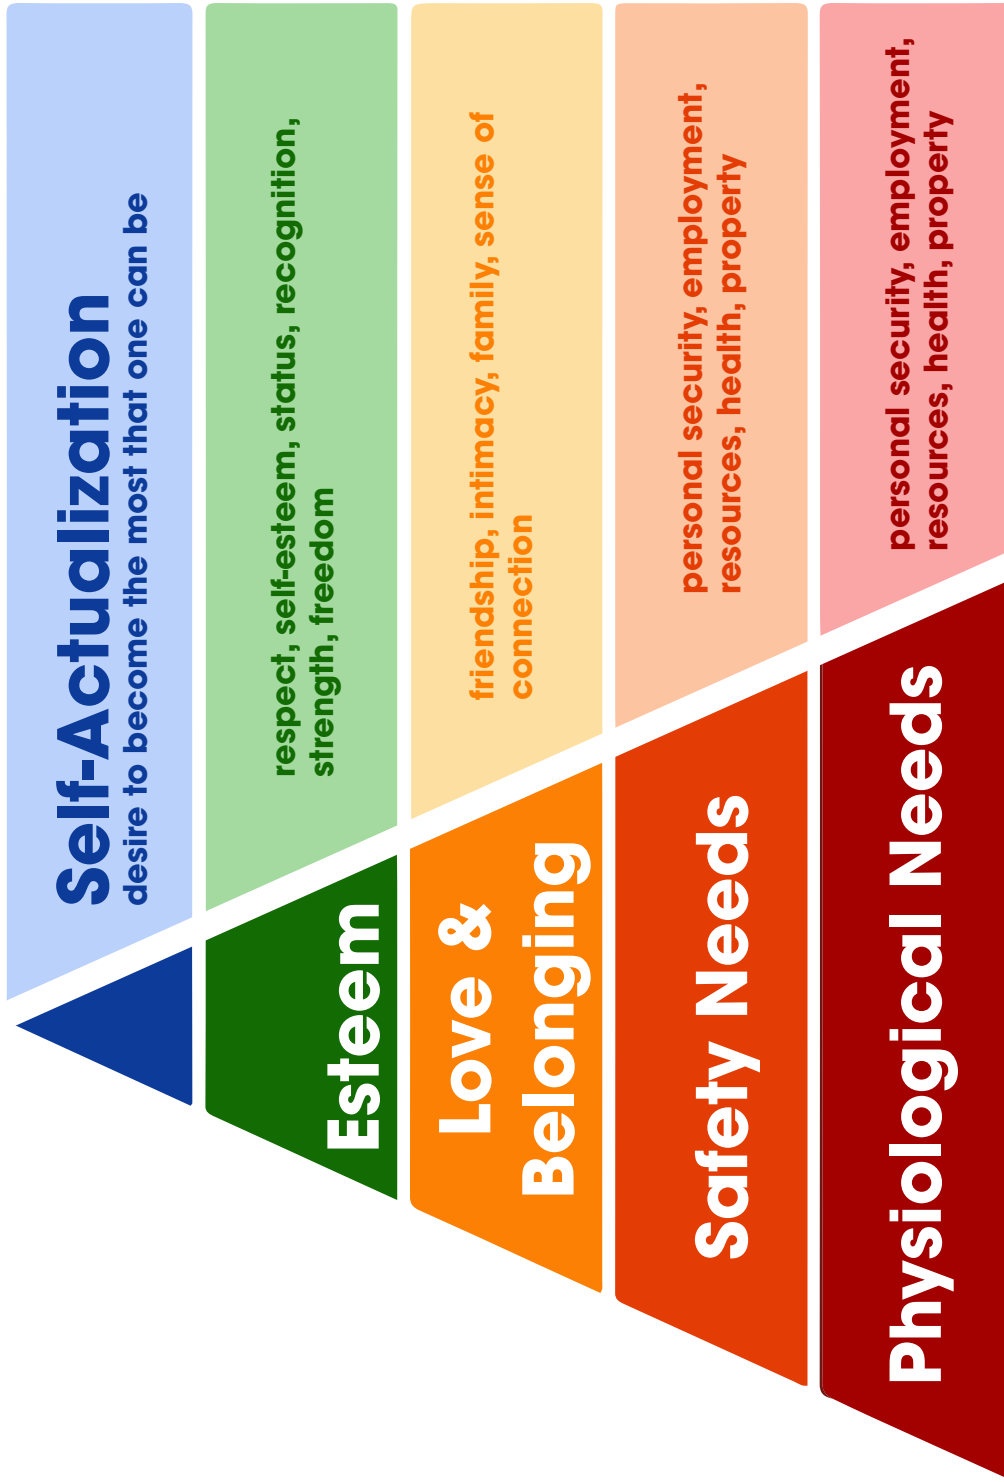 Self-Actualization
desire to become the most that one can be
Esteem
respect, self-esteem, status, recognition,
strength, freedom
Love &
Belonging
friendship, intimacy, family, sense of
connection
Safety Needs
personal security, employment,
resources, health, property
Physiological Needs
personal security, employment,
resources, health, property